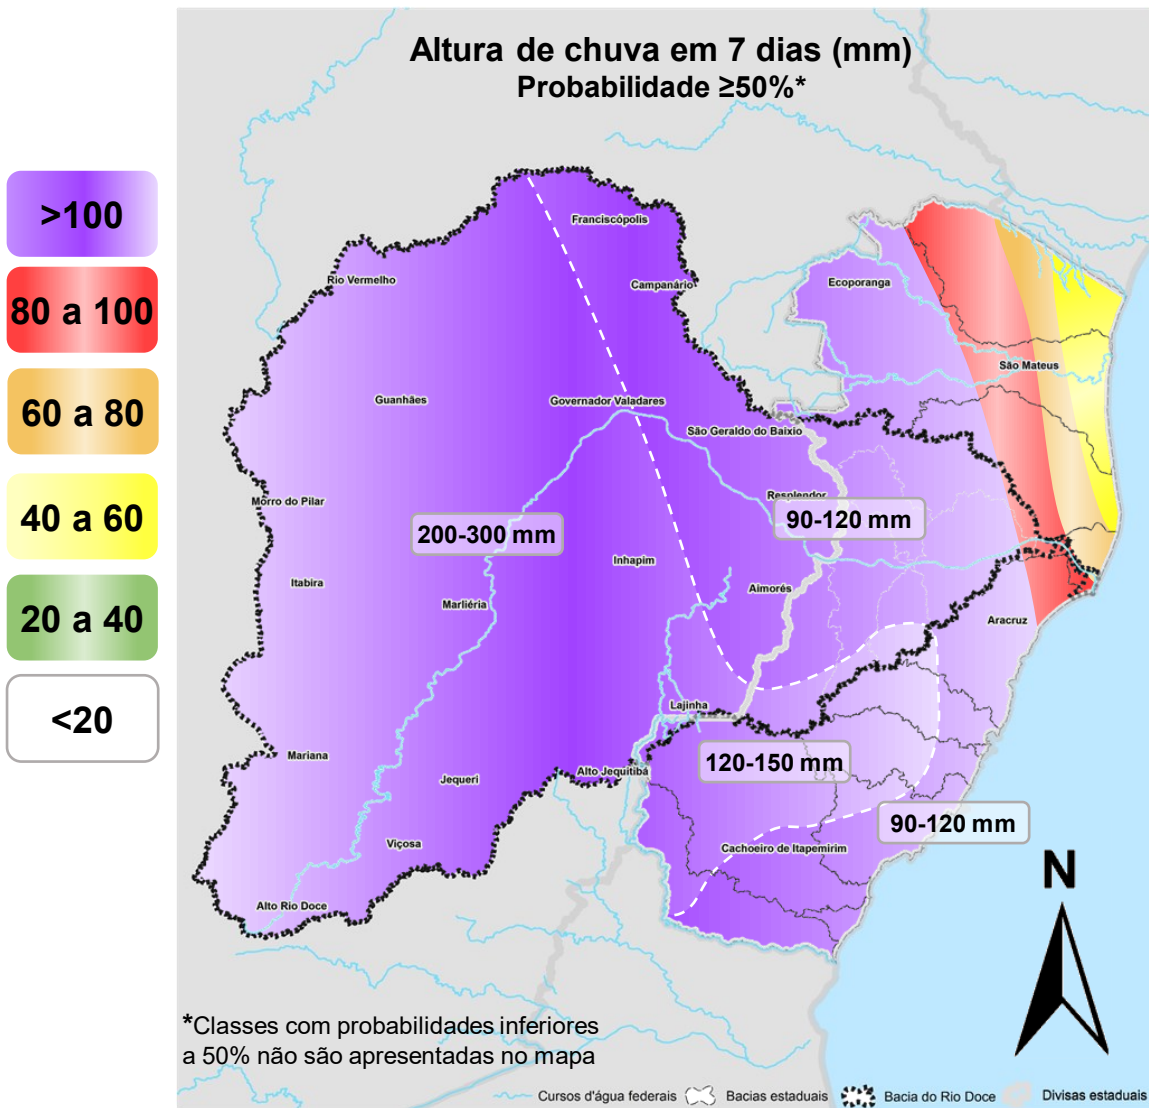 Altura de chuva em 7 dias (mm)
Probabilidade ≥50%*
>100
80 a 100
60 a 80
40 a 60
20 a 40
<20
Franciscópolis
Rio Vermelho
Campanário
Ecoporanga
São Mateus
Guanhães
Governador Valadares
São Geraldo do Baixio
Morro do Pilar
Resplendor
200-300 mm
90-120 mm
Inhapim
Itabira
Marliéria
Aimorés
Aracruz
Lajinha
Mariana
Jequeri
Alto Jequitibá
120-150 mm
90-120 mm
Viçosa
Cachoeiro de Itapemirim
N
Alto Rio Doce
*Classes com probabilidades inferiores
a 50% não são apresentadas no mapa
Cursos d'água federais Bacias estaduais Bacia do Rio Doce Divisas estaduais